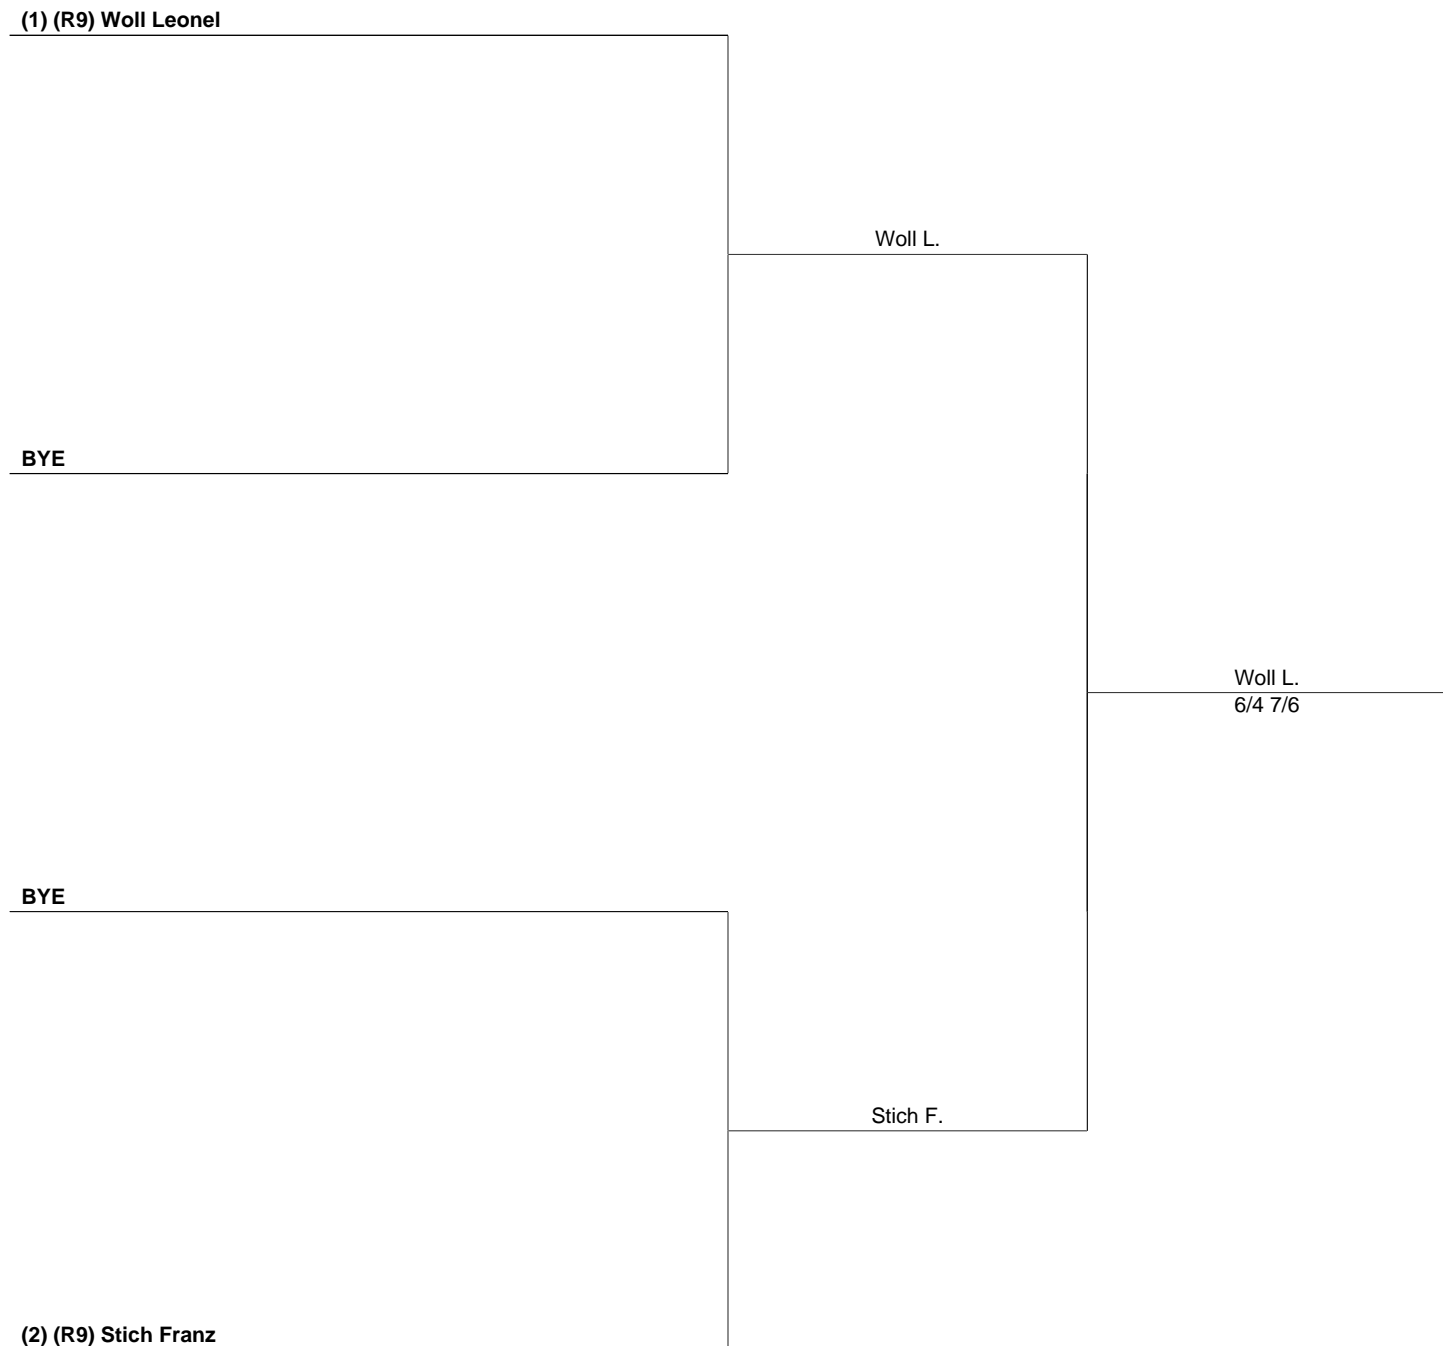 (1) (R9) Woll Leonel
Woll L.
BYE
Woll L.
6/4 7/6
BYE
Stich F.
(2) (R9) Stich Franz